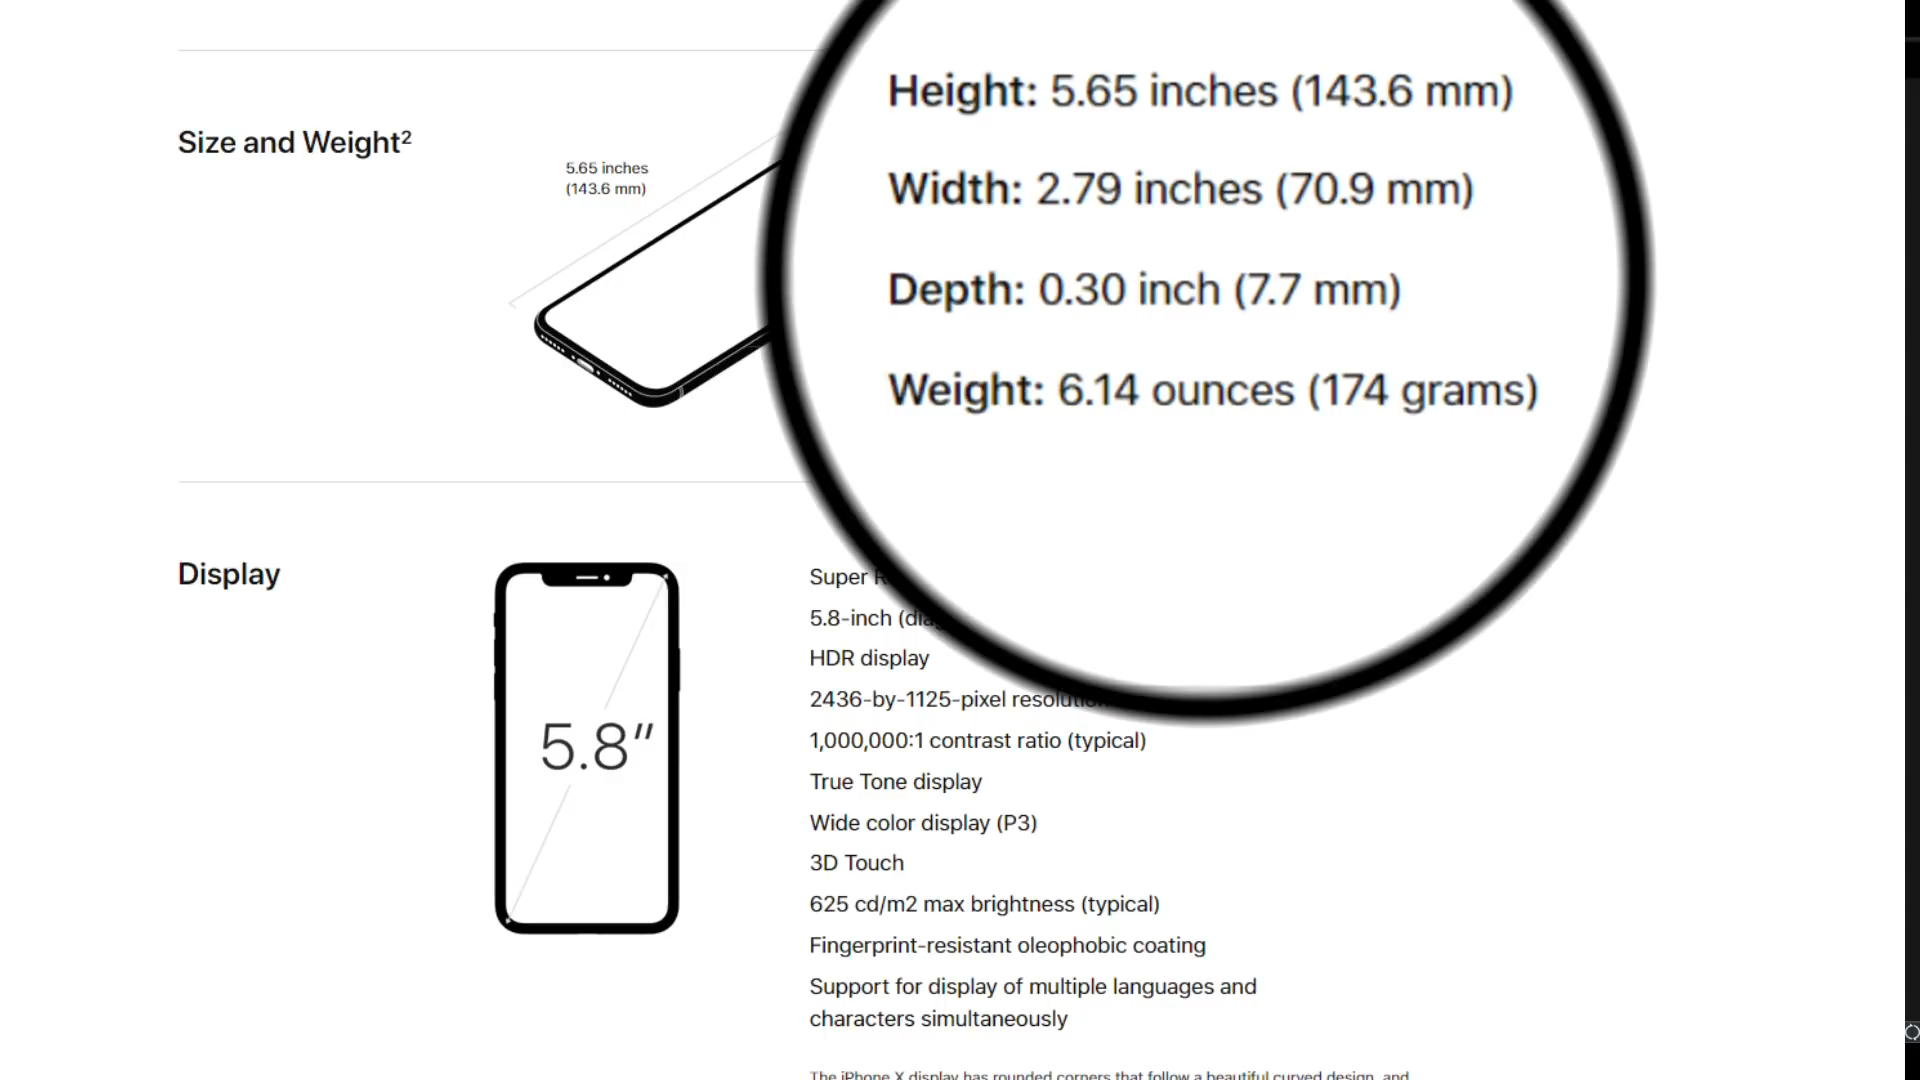 Size and Weight²
5.65 inches
(143.6 mm)
Height: 5.65 inches (143.6 mm)
Width: 2.79 inches (70.9 mm)
Depth: 0.30 inch (7.7 mm)
Weight: 6.14 ounces (174 grams)
Display
5.8″
Super
5.8-inch
HDR display
2436-by-1125-pixel resolution
1,000,000:1 contrast ratio (typical)
True Tone display
Wide color display (P3)
3D Touch
625 cd/m2 max brightness (typical)
Fingerprint-resistant oleophobic coating
Support for display of multiple languages and
characters simultaneously
The iPhone X display has rounded corners that follow a beautiful curved design, and